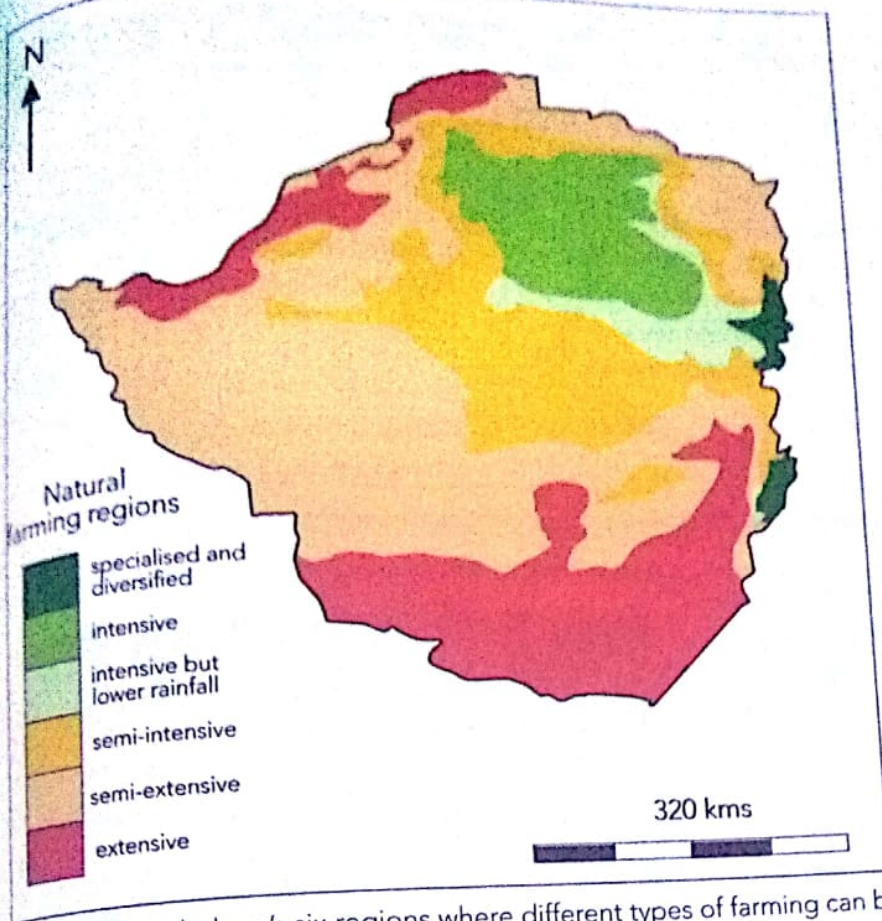 N
Natural
farming regions
specialised and
diversified
intensive
intensive but
lower rainfall
semi-intensive
semi-extensive
extensive
320 kms
six regions where different types of farming can b